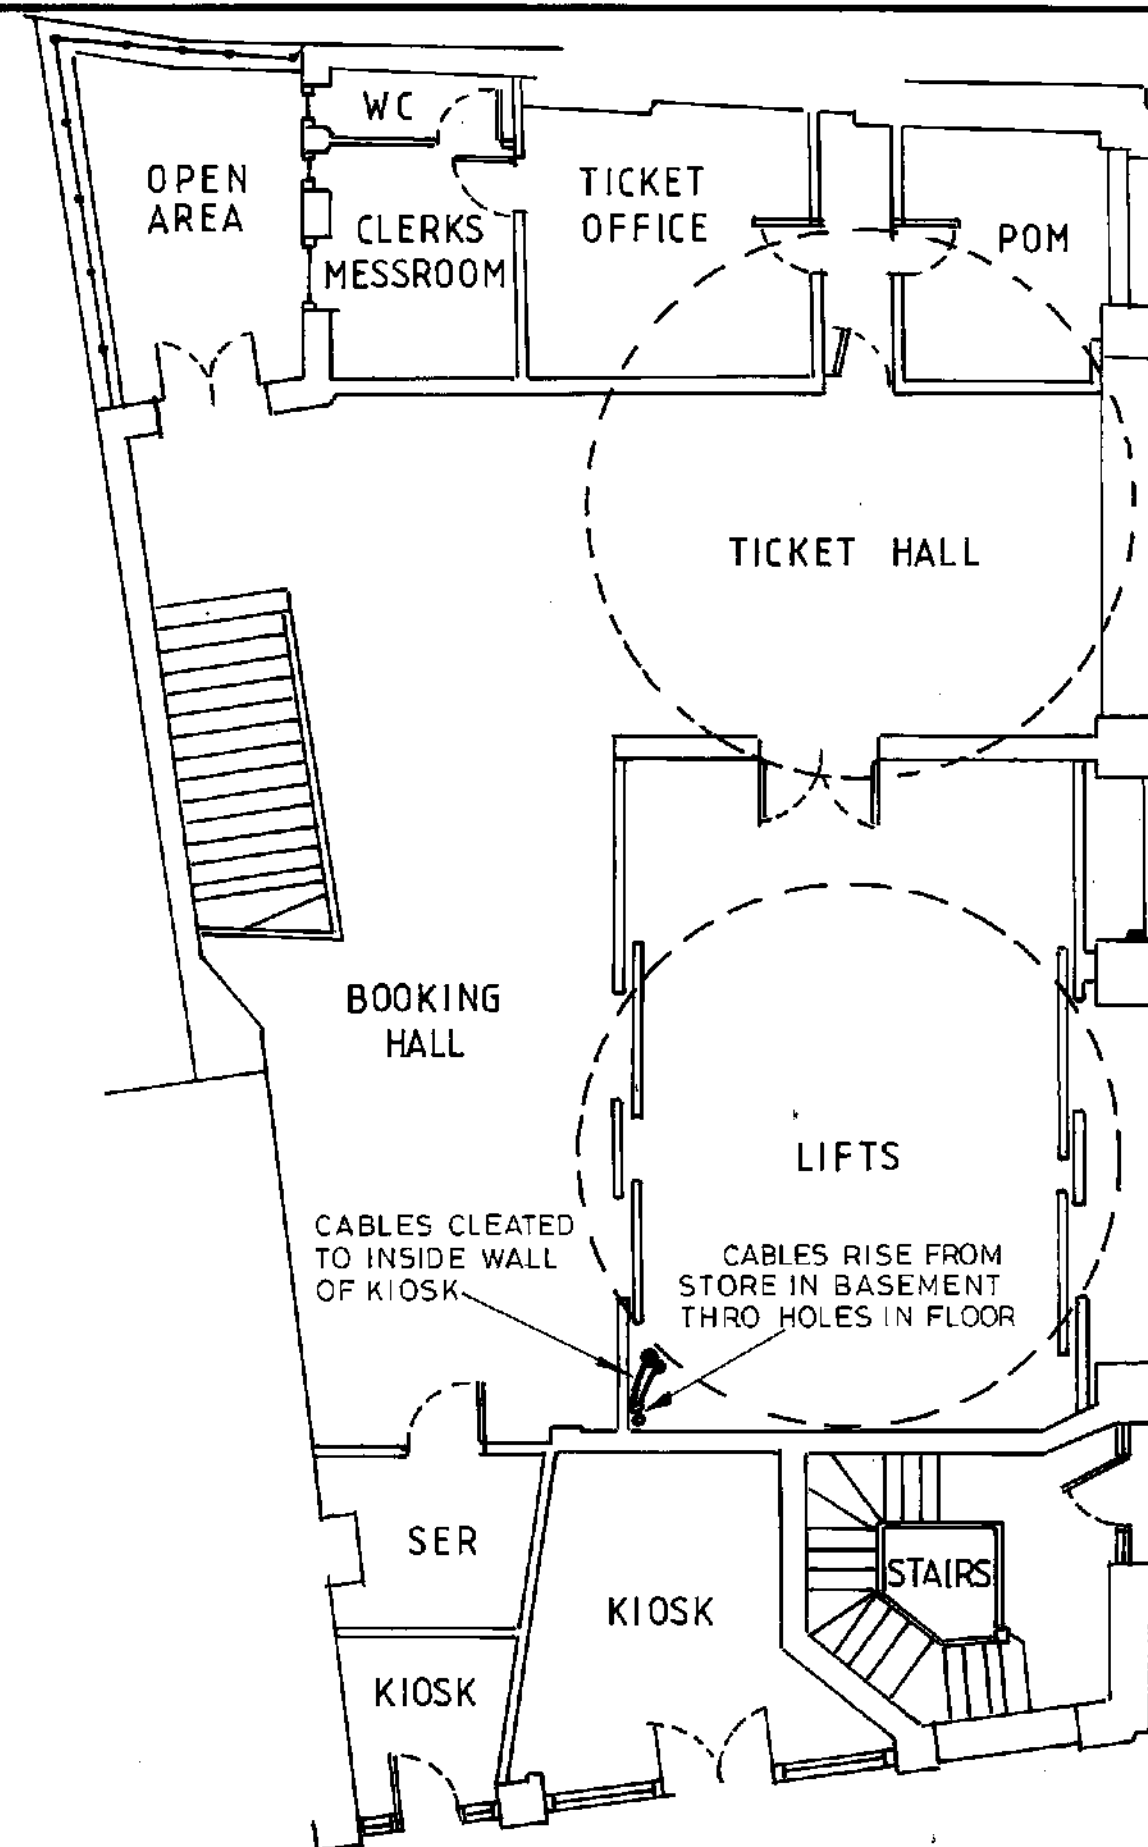 WC
OPEN
AREA
CLERKS
MESSROOM
TICKET
OFFICE
POM
TICKET HALL
BOOKING
HALL
LIFTS
CABLES CLEATED
TO INSIDE WALL
OF KIOSK
CABLES RISE FROM
STORE IN BASEMENT
THRO HOLES IN FLOOR
SER
STAIRS
KIOSK
KIOSK